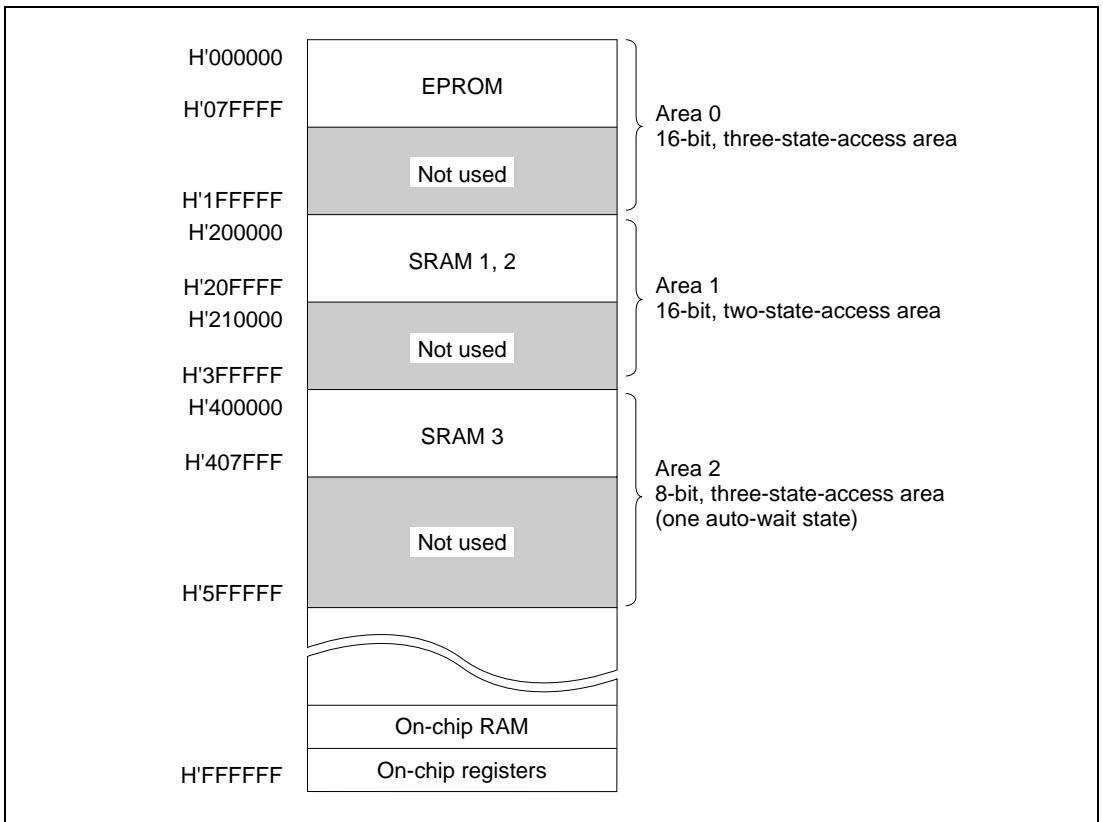 H'000000
EPROM
H'07FFFF
Area 0
16-bit, three-state-access area
Not used
H'1FFFFF
H'200000
SRAM 1, 2
H'20FFFF
Area 1
16-bit, two-state-access area
H'210000
Not used
H'3FFFFF
H'400000
SRAM 3
H'407FFF
Area 2
8-bit, three-state-access area
(one auto-wait state)
Not used
H'5FFFFF
On-chip RAM
H'FFFFFF
On-chip registers